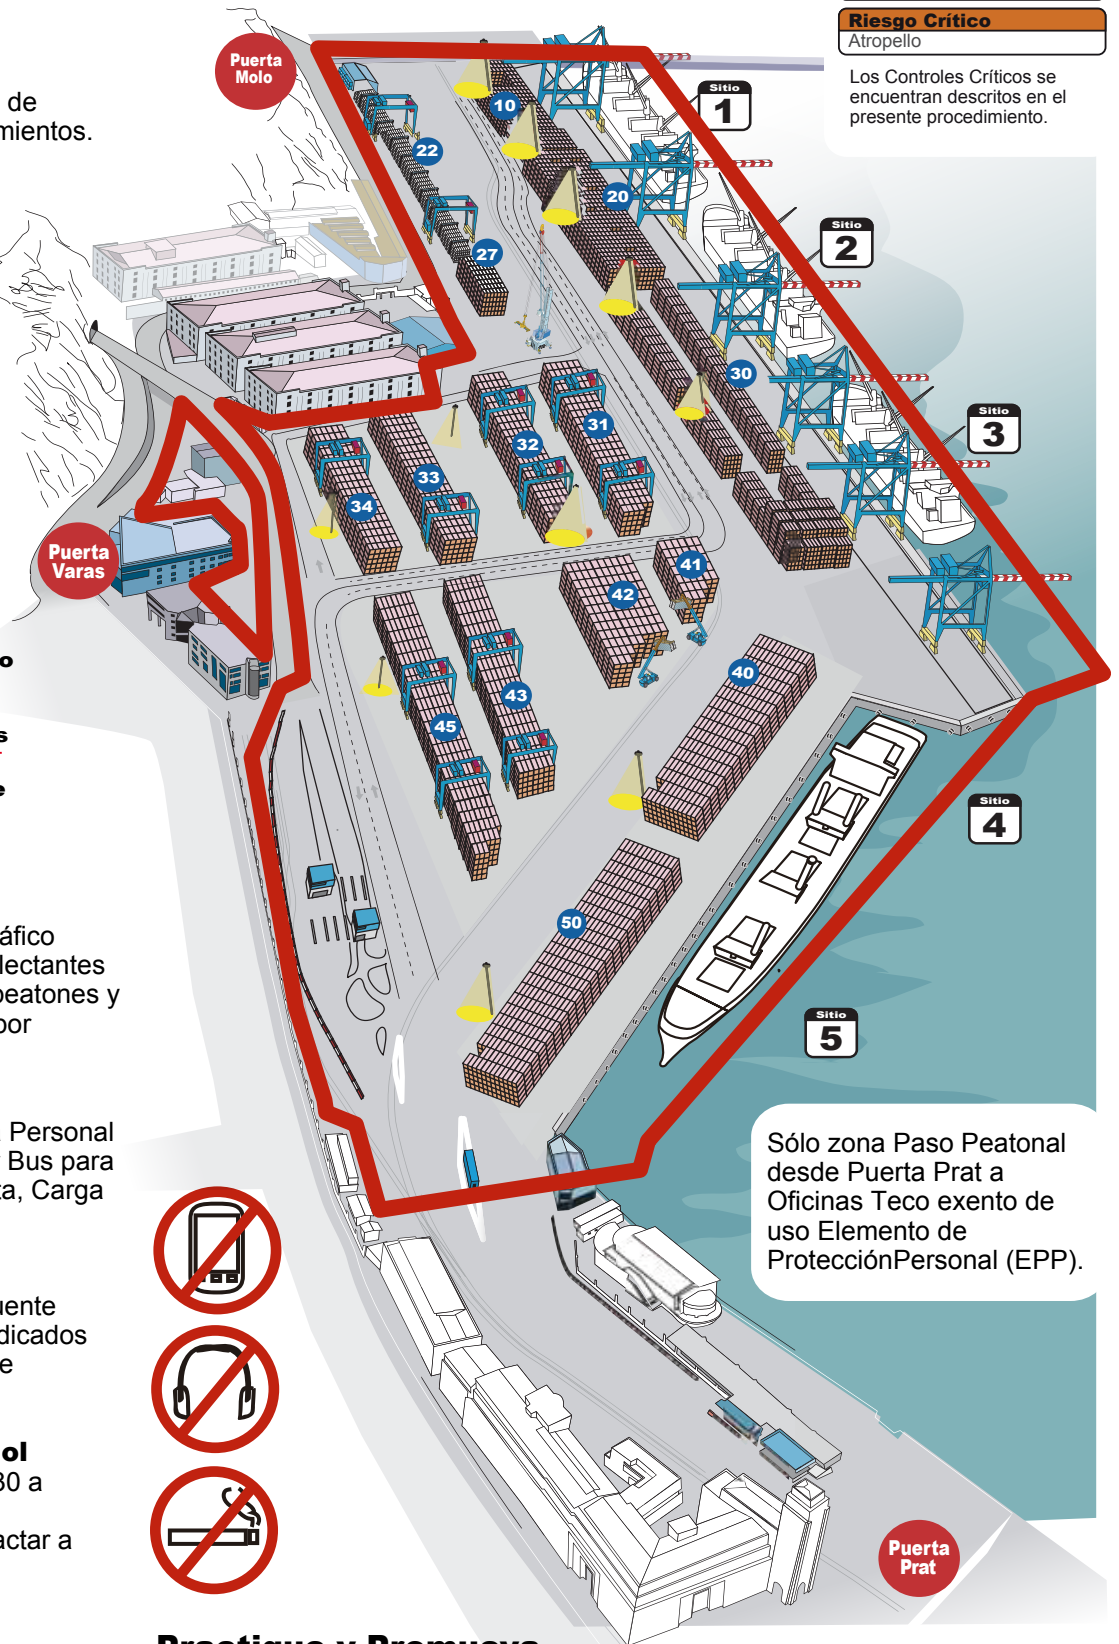 Riesgo Crítico
Atropello
Los Controles Críticos se
encuentran descritos en el
presente procedimiento.
Puerta
Molo
de
mientos.
Sitio
1
10
22
20
Sitio
2
27
30
31
32
Sitio
3
33
34
Puerta
Varas
41
42
40
43
45
o
s
e
Sitio
4
50
áfico
lectantes
peatones y
por
Sitio
5
Personal
Bus para
ta, Carga
Sólo zona Paso Peatonal
desde Puerta Prat a
Oficinas Teco exento de
uso Elemento de
ProtecciónPersonal (EPP).
uente
dicados
e
ol
30 a
actar a
Puerta
Prat
Practique y Promueva